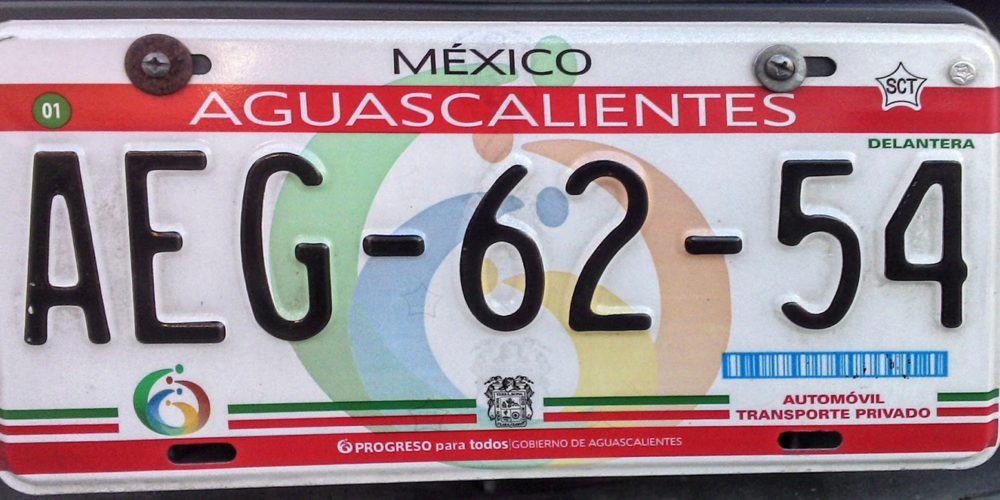 MÉXICO
01
AGUASCALIENTES
SCT
DELANTERA
AEG-62-54
AUTOMÓVIL
TRANSPORTE PRIVADO
PROGRESO para todos|GOBIERNO DE AGUASCALIENTES